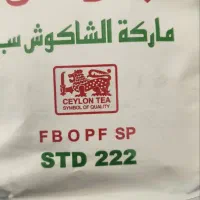 ماركة الشاكوش
CEYLON TEA
SYMBOL OF QUALITY
FBOPF SP
STD 222